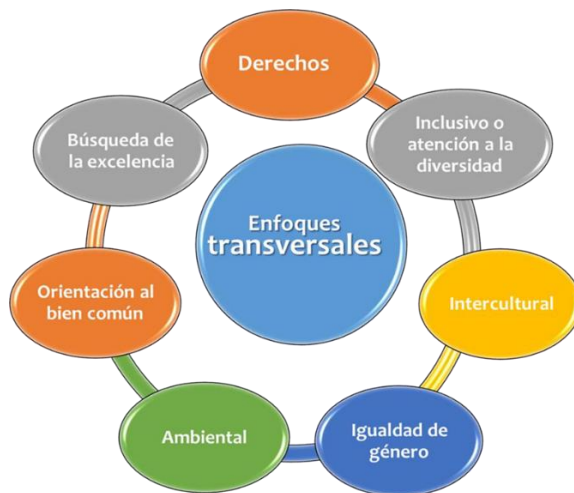 Derechos
Inclusivo o
atención a la
diversidad
Intercultural
Igualdad de
género
Ambiental
Orientación al
bien común
Búsqueda de
la excelencia
Enfoques
transversales